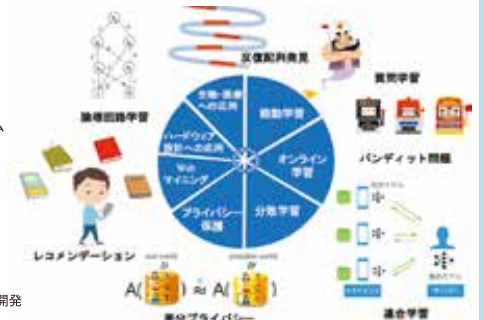 反復配列発見
質問学習
論理回路学習
バンディット問題
生物・医療
への応用
能動学習
ハードウェア
設計への応用
オンライン
学習
Web
マイニング
プライバシー
保護
分散学習
レコメンデーション
A( ) ≈ A( )
差分プライバシー
連合学習
開発